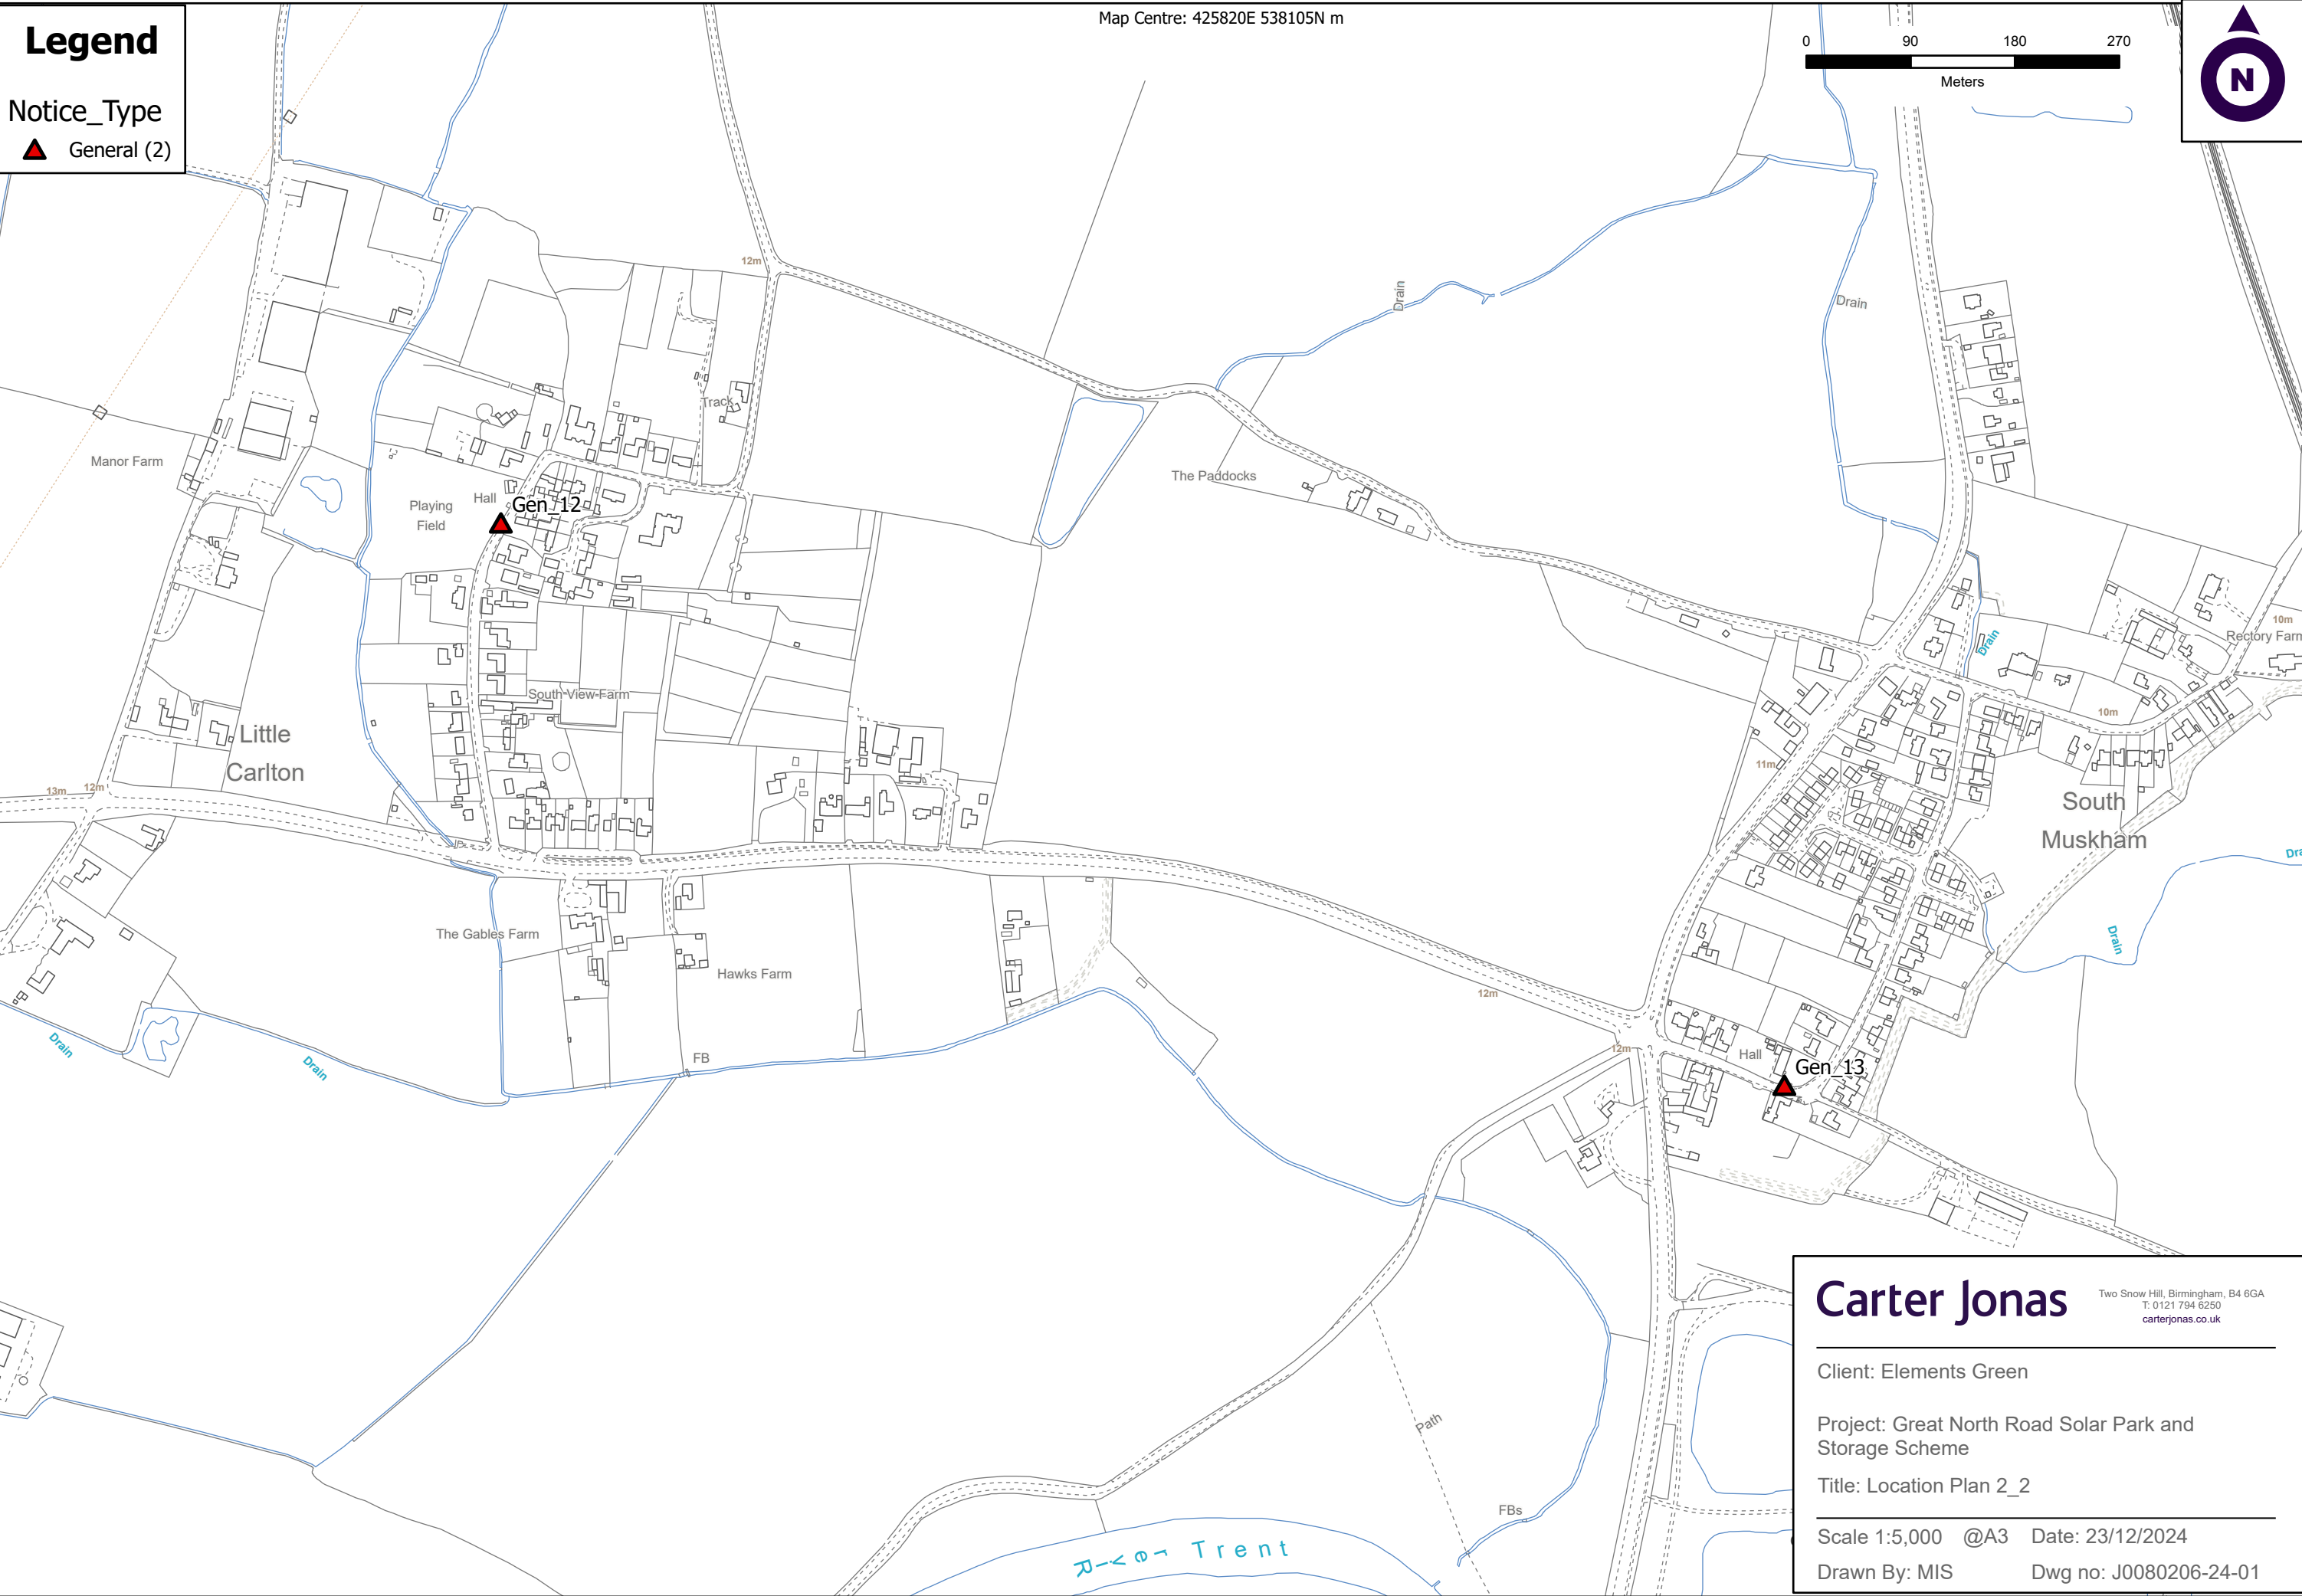 Legend
Notice_Type
General (2)
Map Centre: 425820E 538105N m
0 90 180 270
Meters
N
12m
Drain
Drain
Track
Manor Farm
The Paddocks
Hall
Playing
Field
Gen_12
Drain
10m
Rectory Farm
South View Farm
10m
Little
Carlton
11m
13m
12m
South
Muskham
The Gables Farm
Hawks Farm
Drain
12m
Drain
Drain
FB
12m
Hall
Gen_13
Path
FBs
River Trent
Carter Jonas
Two Snow Hill, Birmingham, B4 6GA
T: 0121 794 6250
carterjonas.co.uk
Client: Elements Green
Project: Great North Road Solar Park and
Storage Scheme
Title: Location Plan 2_2
Scale 1:5,000 @A3 Date: 23/12/2024
Drawn By: MIS Dwg no: J0080206-24-01